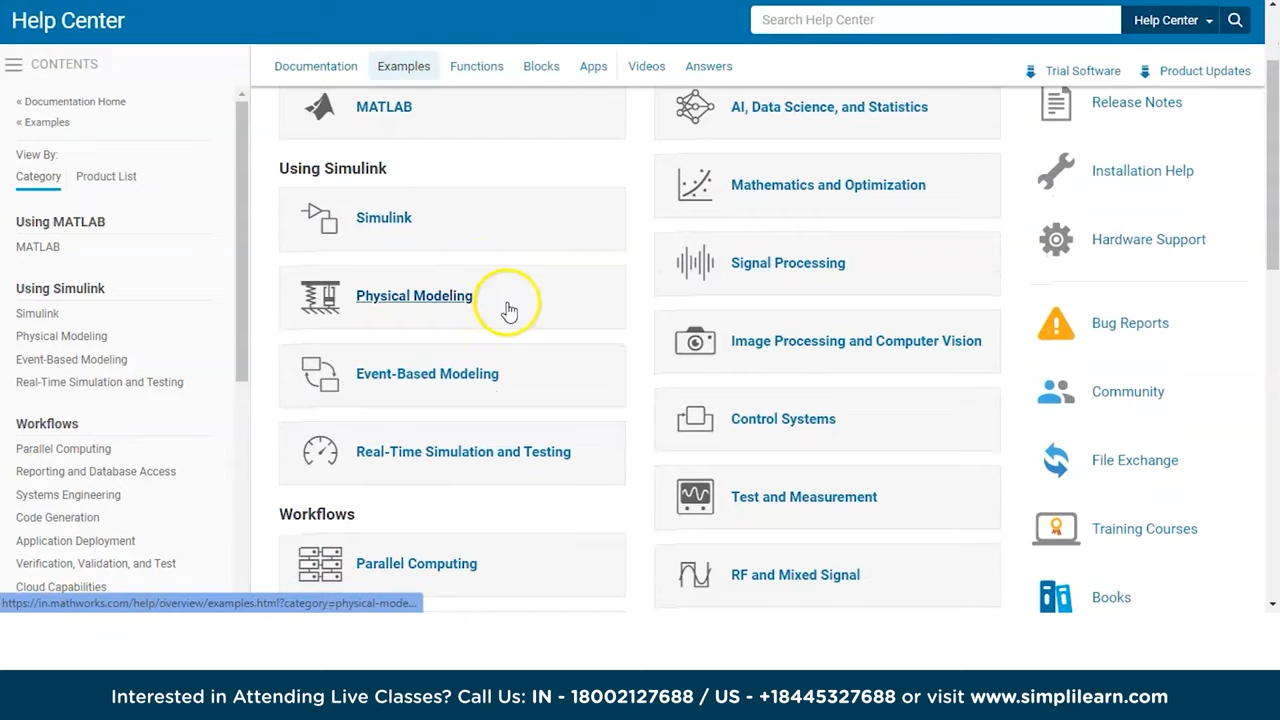 Help Center
Search Help Center
Help Center
CONTENTS
Documentation
Examples
Functions
Blocks
Apps
Videos
Answers
Trial Software
Product Updates
« Documentation Home
« Examples
View By:
Category
Product List
Using MATLAB
MATLAB
Using Simulink
Simulink
Physical Modeling
Event-Based Modeling
Real-Time Simulation and Testing
Workflows
Parallel Computing
Reporting and Database Access
Systems Engineering
Code Generation
Application Deployment
Verification, Validation, and Test
Cloud Capabilities
https://in.mathworks.com/help/overview/examples.html?category=physical-mode...
MATLAB
Using Simulink
Simulink
Physical Modeling
Event-Based Modeling
Real-Time Simulation and Testing
Workflows
Parallel Computing
AI, Data Science, and Statistics
Mathematics and Optimization
Signal Processing
Image Processing and Computer Vision
Control Systems
Test and Measurement
RF and Mixed Signal
Release Notes
Installation Help
Hardware Support
Bug Reports
Community
File Exchange
Training Courses
Books
Interested in Attending Live Classes? Call Us: IN - 18002127688 / US - +18445327688 or visit www.simplilearn.com